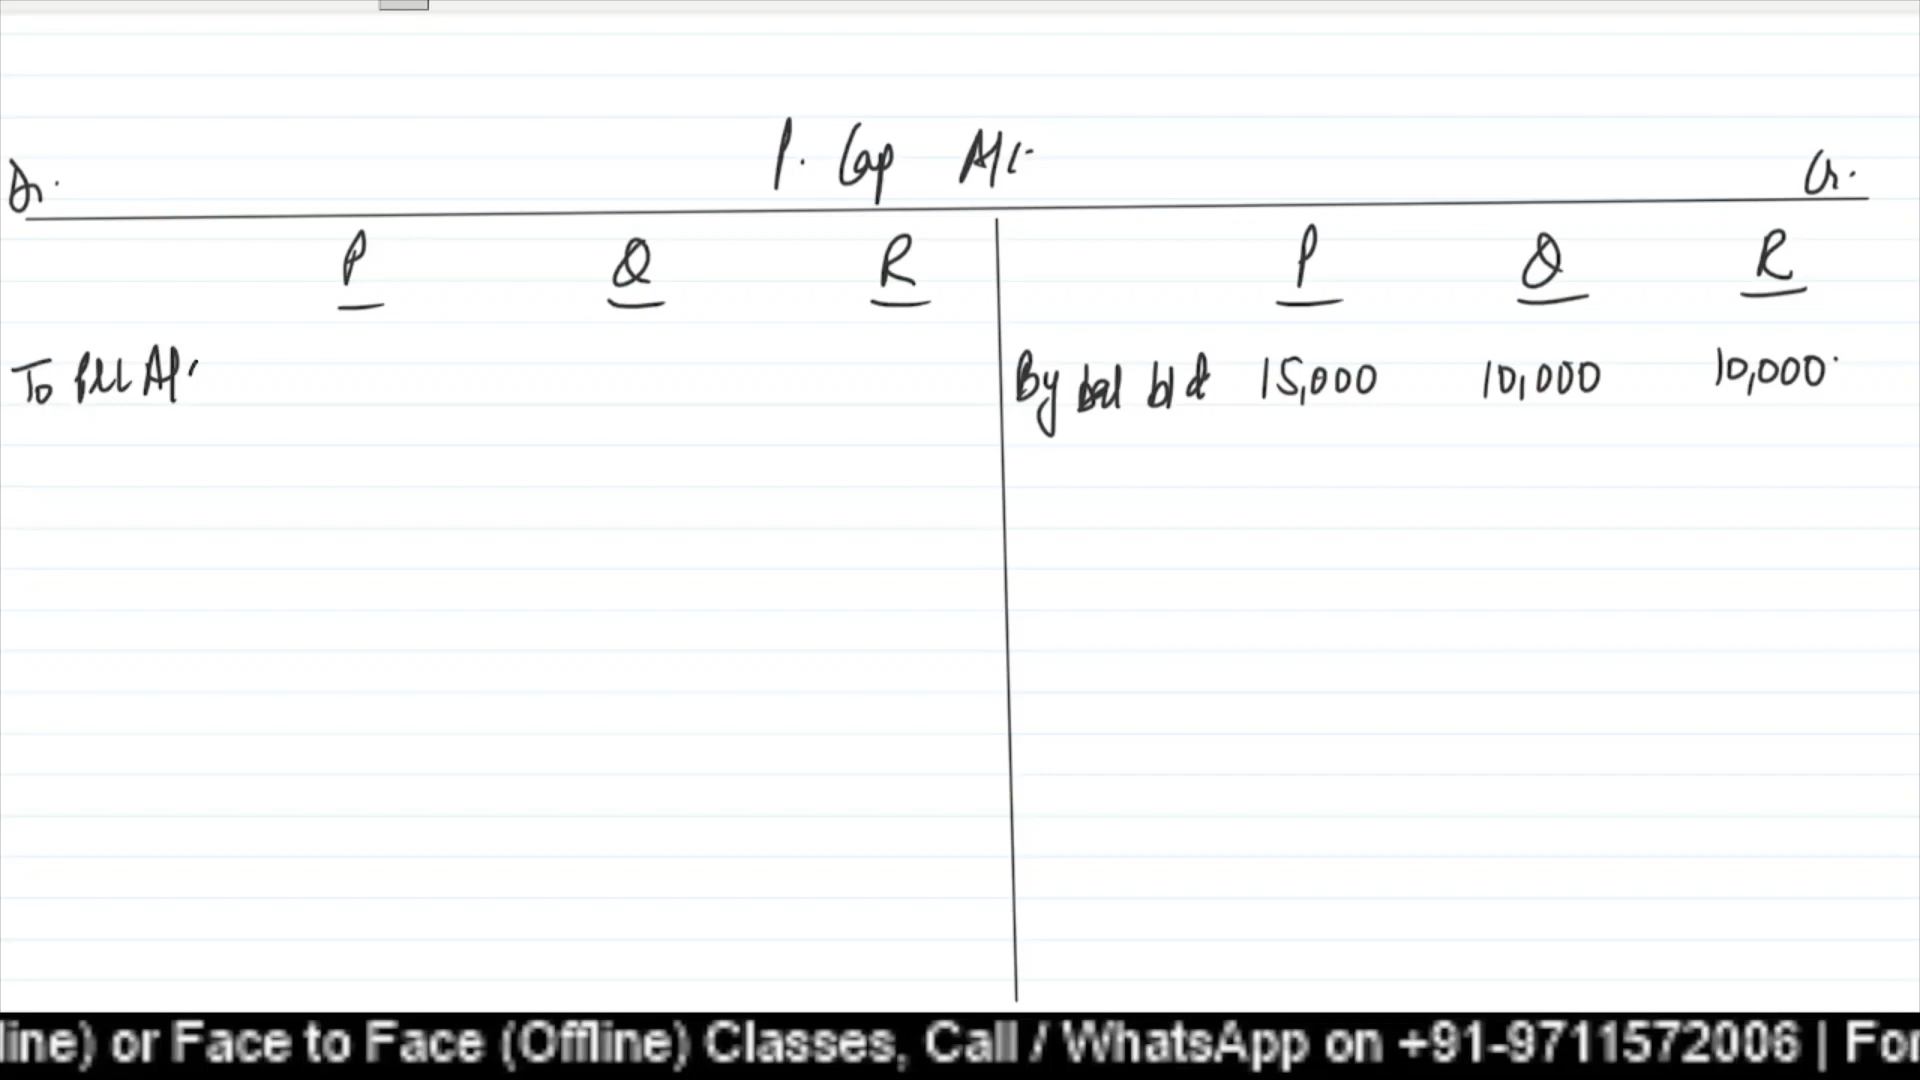 P. Cap A/c
Dr. Cr.
P Q R P Q R
To P&L A/c By bal b/d 15,000 10,000 10,000
line) or Face to Face (Offline) Classes, Call / WhatsApp on +91-9711572006 | For